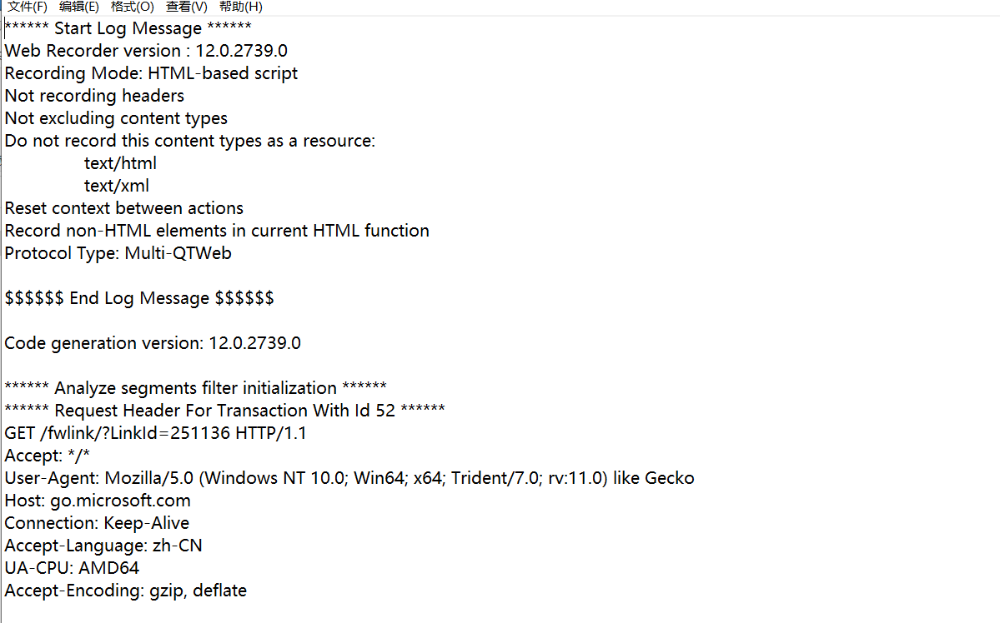 文件(F) 编辑(E) 格式(O) 查看(V) 帮助(H)
****** Start Log Message ******
Web Recorder version : 12.0.2739.0
Recording Mode: HTML-based script
Not recording headers
Not excluding content types
Do not record this content types as a resource:
text/html
text/xml
Reset context between actions
Record non-HTML elements in current HTML function
Protocol Type: Multi-QTWeb
$$$$$$ End Log Message $$$$$$
Code generation version: 12.0.2739.0
****** Analyze segments filter initialization ******
****** Request Header For Transaction With Id 52 ******
GET /fwlink/?LinkId=251136 HTTP/1.1
Accept: */*
User-Agent: Mozilla/5.0 (Windows NT 10.0; Win64; x64; Trident/7.0; rv:11.0) like Gecko
Host: go.microsoft.com
Connection: Keep-Alive
Accept-Language: zh-CN
UA-CPU: AMD64
Accept-Encoding: gzip, deflate